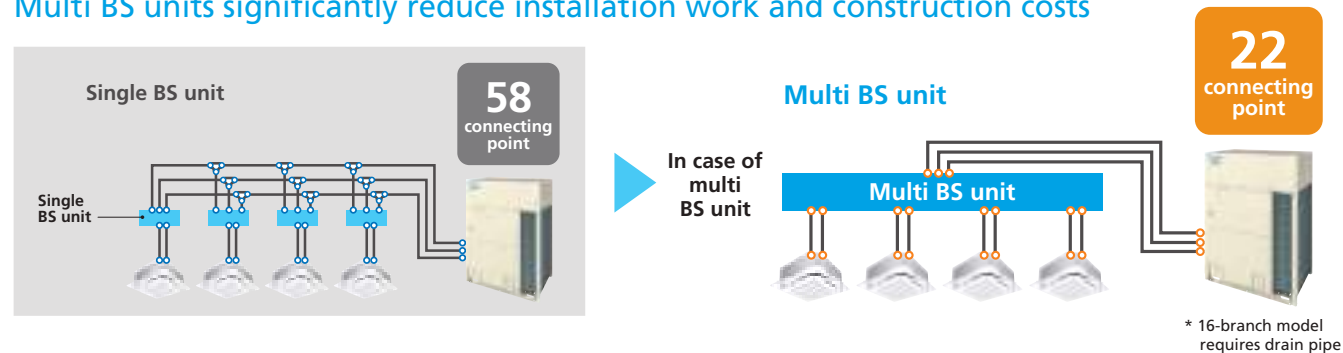 Multi BS units significantly reduce installation work and construction costs
Single BS unit
58
connecting
point
Single
BS unit
In case of
multi
BS unit
Multi BS unit
Multi BS unit
22
connecting
point
* 16-branch model
requires drain pipe